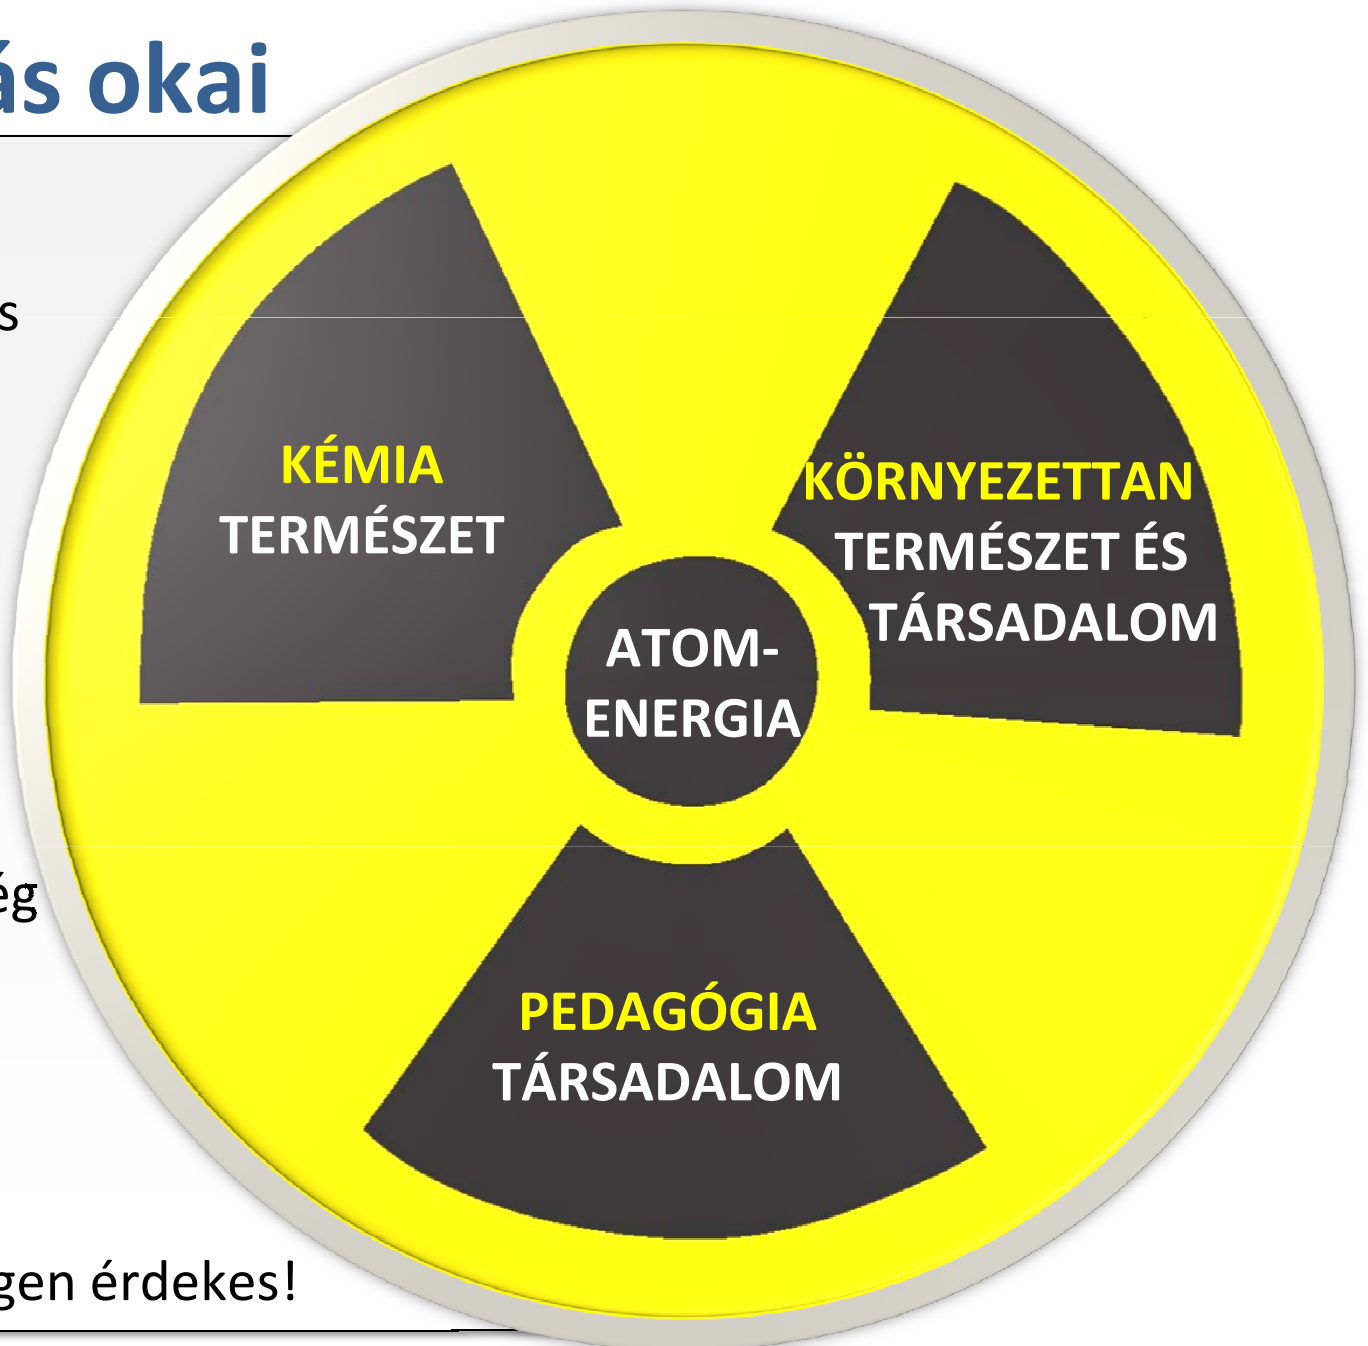 ás okai
s
KÉMIA
TERMÉSZET
KÖRNYEZETTAN
TERMÉSZET ÉS
TÁRSADALOM
ATOM-
ENERGIA
ég
PEDAGÓGIA
TÁRSADALOM
gen érdekes!